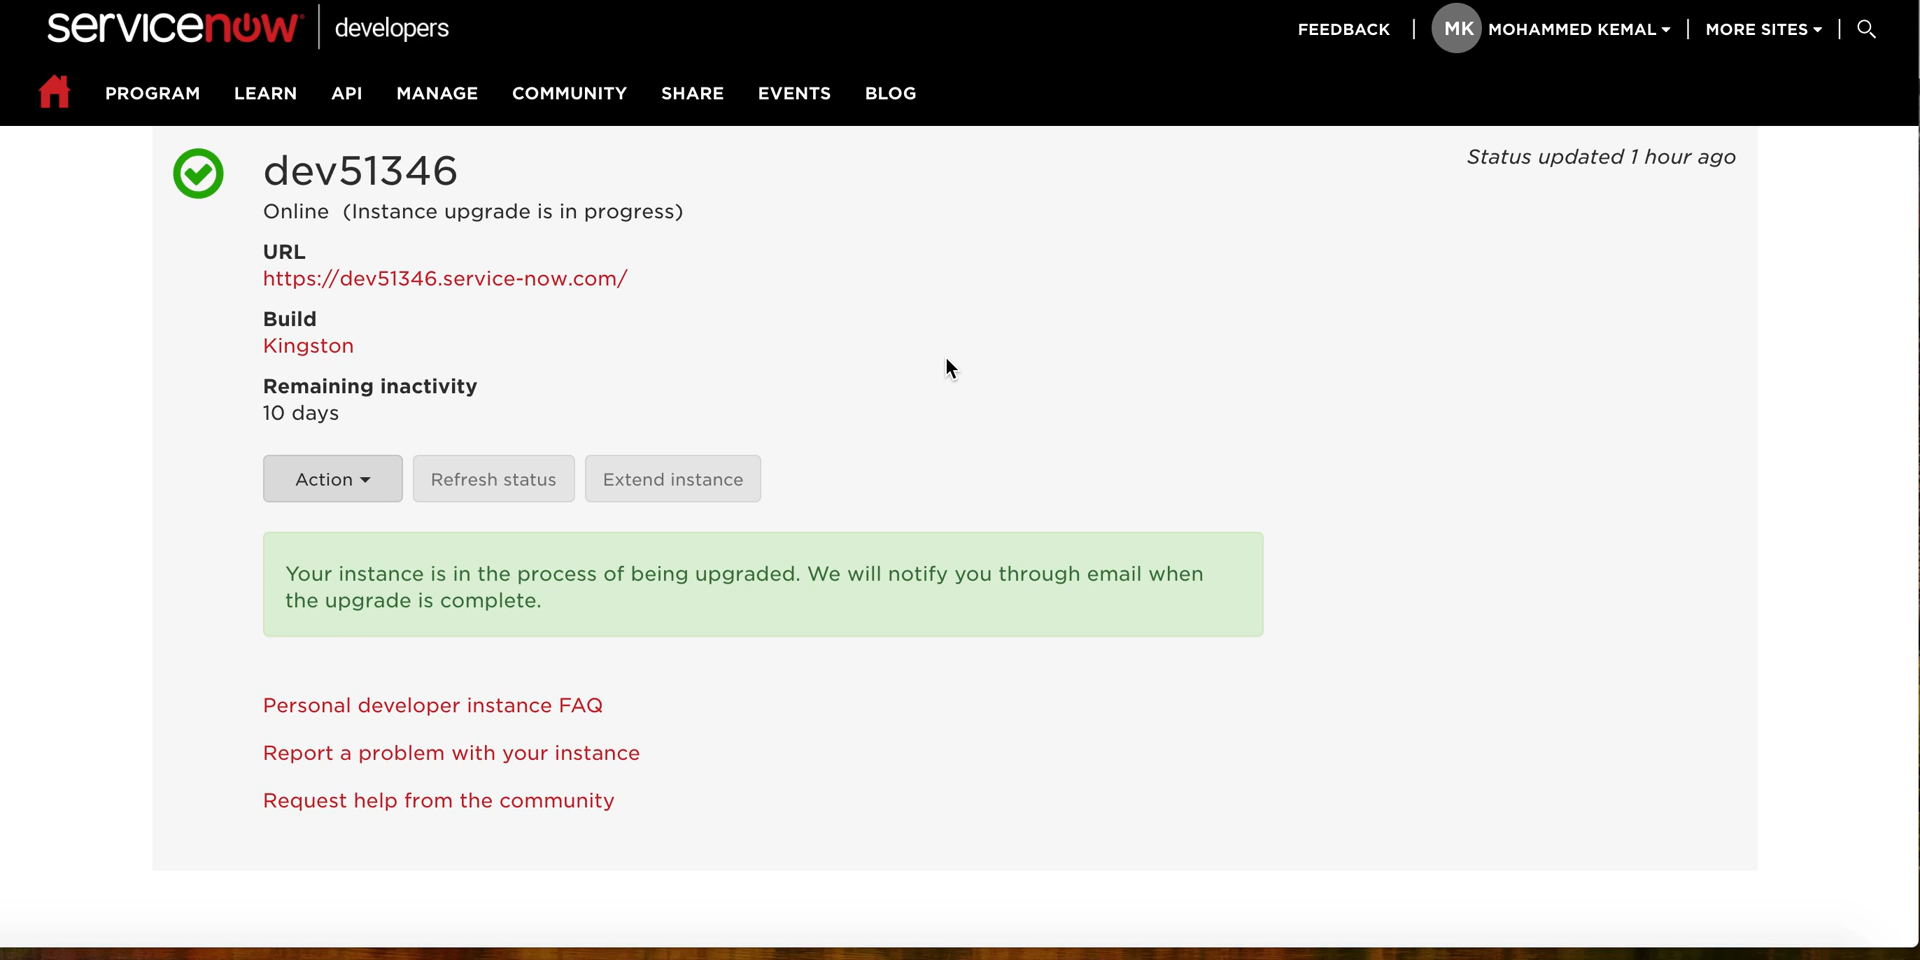 servicenow developers
FEEDBACK
MK MOHAMMED KEMAL
MORE SITES
PROGRAM LEARN API MANAGE COMMUNITY SHARE EVENTS BLOG
dev51346
Status updated 1 hour ago
Online (Instance upgrade is in progress)
URL
https://dev51346.service-now.com/
Build
Kingston
Remaining inactivity
10 days
Action Refresh status Extend instance
Your instance is in the process of being upgraded. We will notify you through email when
the upgrade is complete.
Personal developer instance FAQ
Report a problem with your instance
Request help from the community